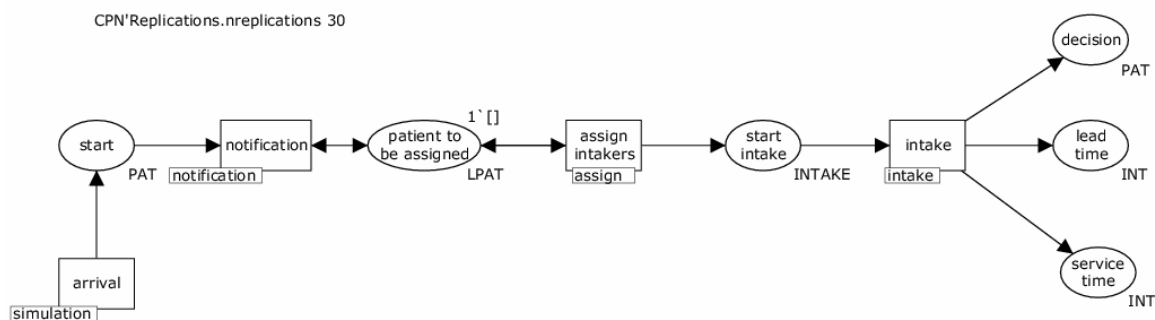 CPN'Replications.nreplications 30
decision
PAT
start
PAT
notification
notification
1`[]
patient to
be assigned
LPAT
assign
intakers
assign
start
intake
INTAKE
intake
intake
lead
time
INT
arrival
simulation
service
time
INT